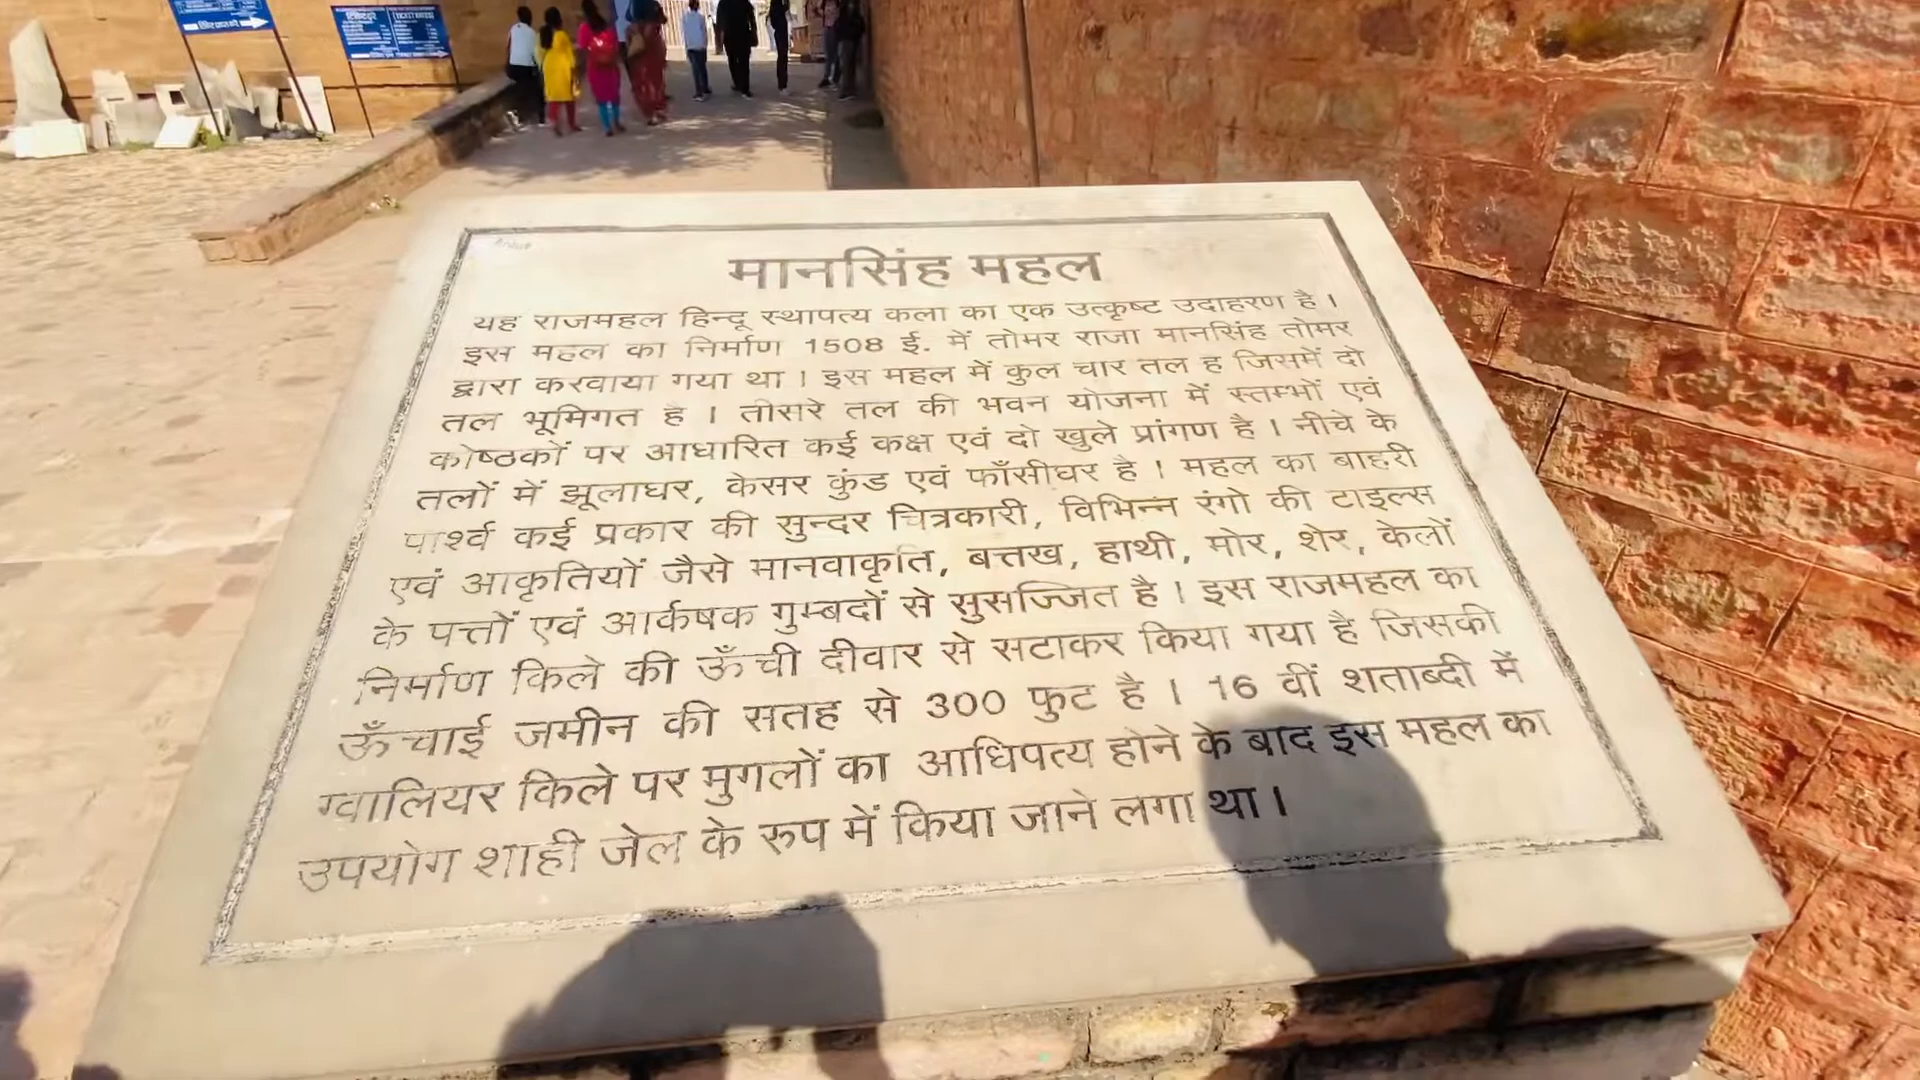 मानसिंह महल
यह राजमहल हिन्दू स्थापत्य कला का एक उत्कृष्ट उदाहरण है ।
इस महल का निर्माण 1508 ई. में तोमर राजा मानसिंह तोमर
द्वारा करवाया गया था । इस महल में कुल चार तल ह जिसमें दो
तल भूमिगत है । तीसरे तल की भवन योजना में स्तम्भों एवं
कोष्ठकों पर आधारित कई कक्ष एवं दो खुले प्रांगण है । नीचे के
तलों में झूलाघर, केसर कुंड एवं फाँसीघर है । महल का बाहरी
पार्श्व कई प्रकार की सुन्दर चित्रकारी, विभिन्न रंगो की टाइल्स
एवं आकृतियों जैसे मानवाकृति, बत्तख, हाथी, मोर, शेर, केलों
के पत्तों एवं आर्कषक गुम्बदों से सुसज्जित है । इस राजमहल का
निर्माण किले की ऊँची दीवार से सटाकर किया गया है जिसकी
ऊँचाई जमीन की सतह से 300 फुट है । 16 वीं शताब्दी में
ग्वालियर किले पर मुगलों का आधिपत्य होने के बाद इस महल का
उपयोग शाही जेल के रुप में किया जाने लगा था ।